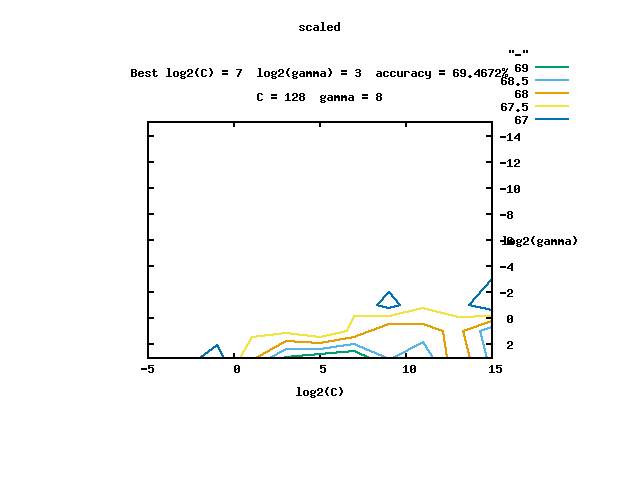 scaled
"-"
Best log2(C) = 7 log2(gamma) = 3 accuracy = 69.4672%
69
68.5
C = 128 gamma = 8
68
67.5
67
-14
-12
-10
-8
-6
log2(gamma)
-4
-2
0
2
-5 0 5 10 15
log2(C)